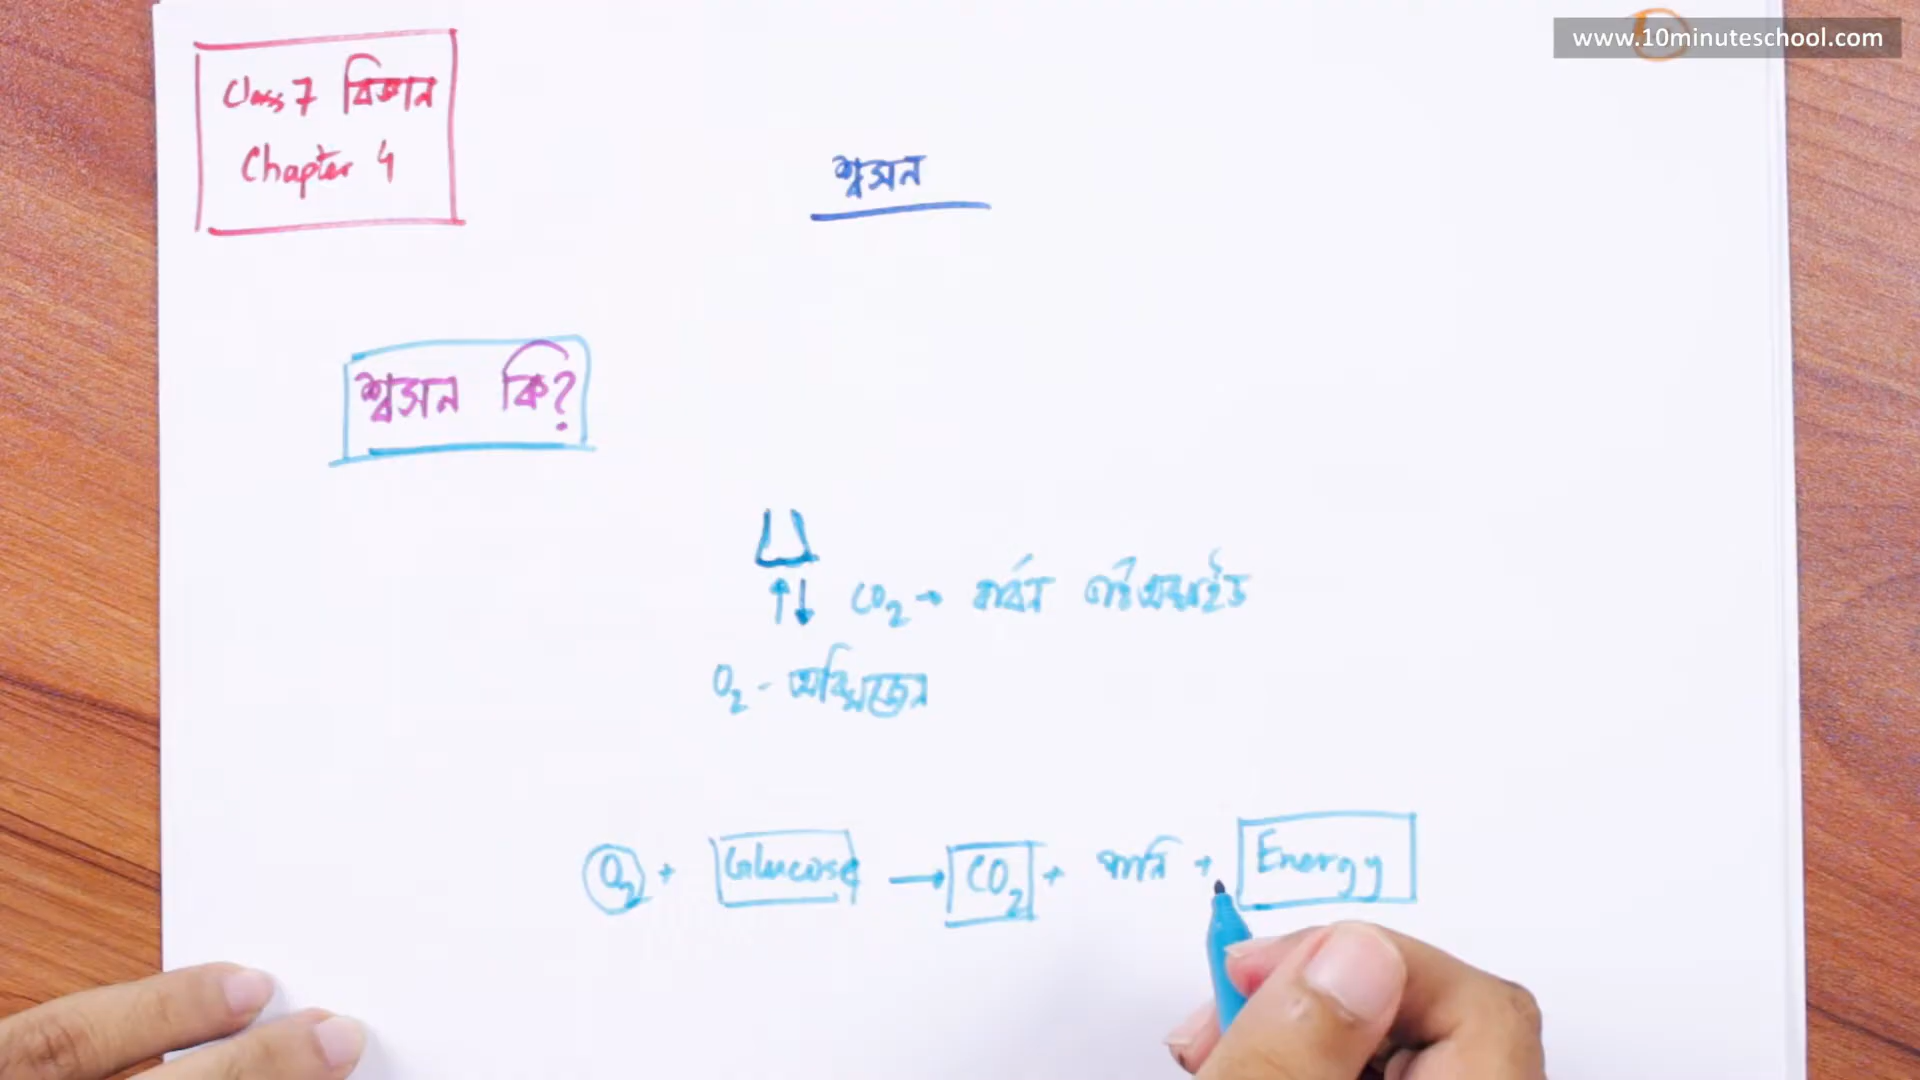 www.10minuteschool.com
Class 7 বিজ্ঞান
Chapter 4
শ্বসন
শ্বসন কি?
CO2 → কার্বন ডাইঅক্সাইড
O2 - অক্সিজেন
O2 + Glucose → CO2 + পানি + Energy